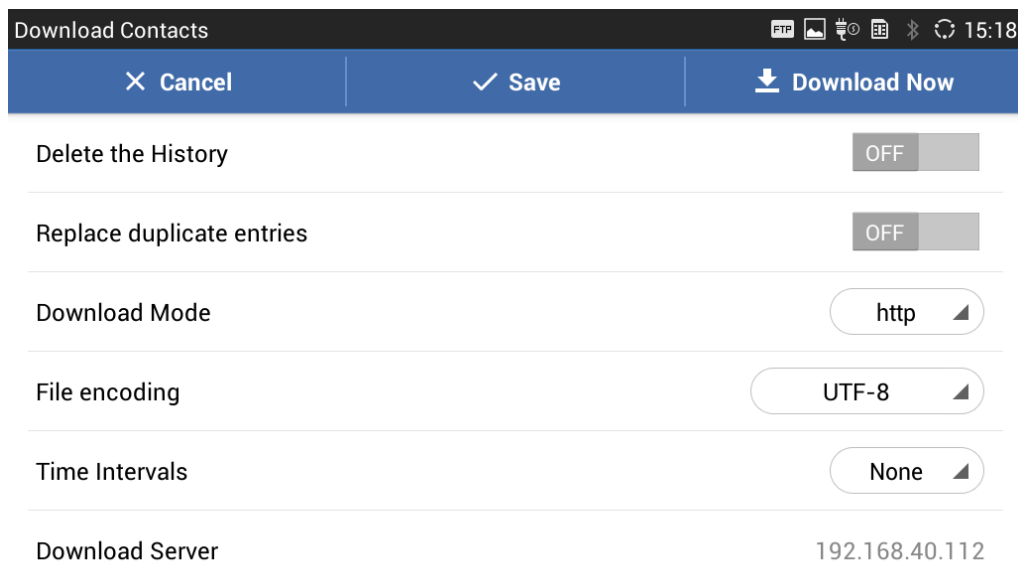 Download Contacts FTP 15:18
Cancel Save Download Now
Delete the History OFF
Replace duplicate entries OFF
Download Mode http
File encoding UTF-8
Time Intervals None
Download Server 192.168.40.112